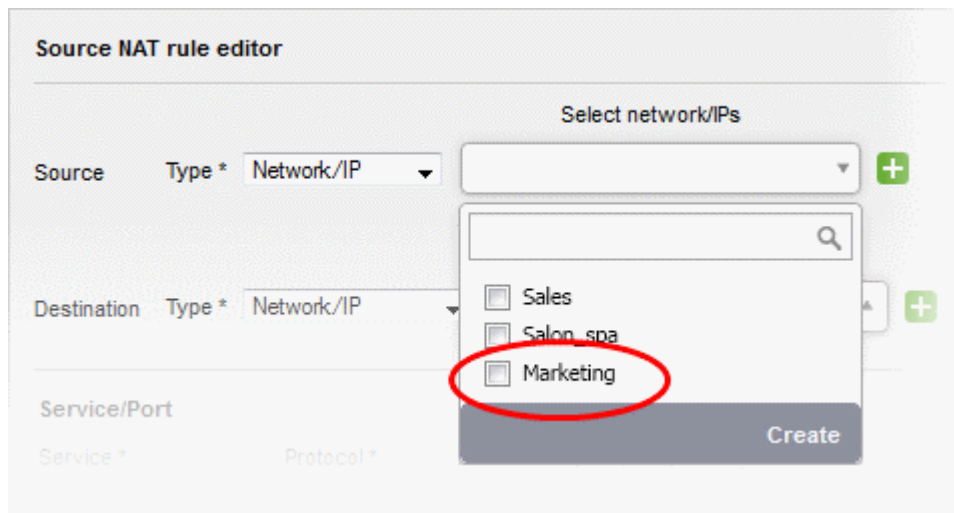 Source NAT rule editor
Select network/IPs
Source Type * Network/IP
Sales
Destination Type * Network/IP
Salon_spa
Marketing
Service/Port
Create
Service * Protocol *